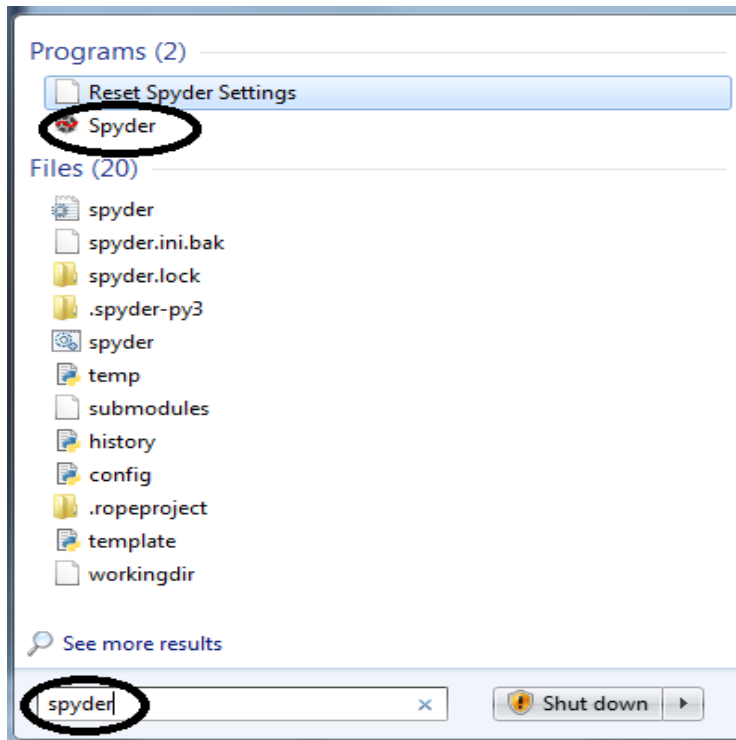 Programs (2)
Reset Spyder Settings
Spyder
Files (20)
spyder
spyder.ini.bak
spyder.lock
.spyder-py3
spyder
temp
submodules
history
config
.ropeproject
template
workingdir
See more results
spyder
Shut down